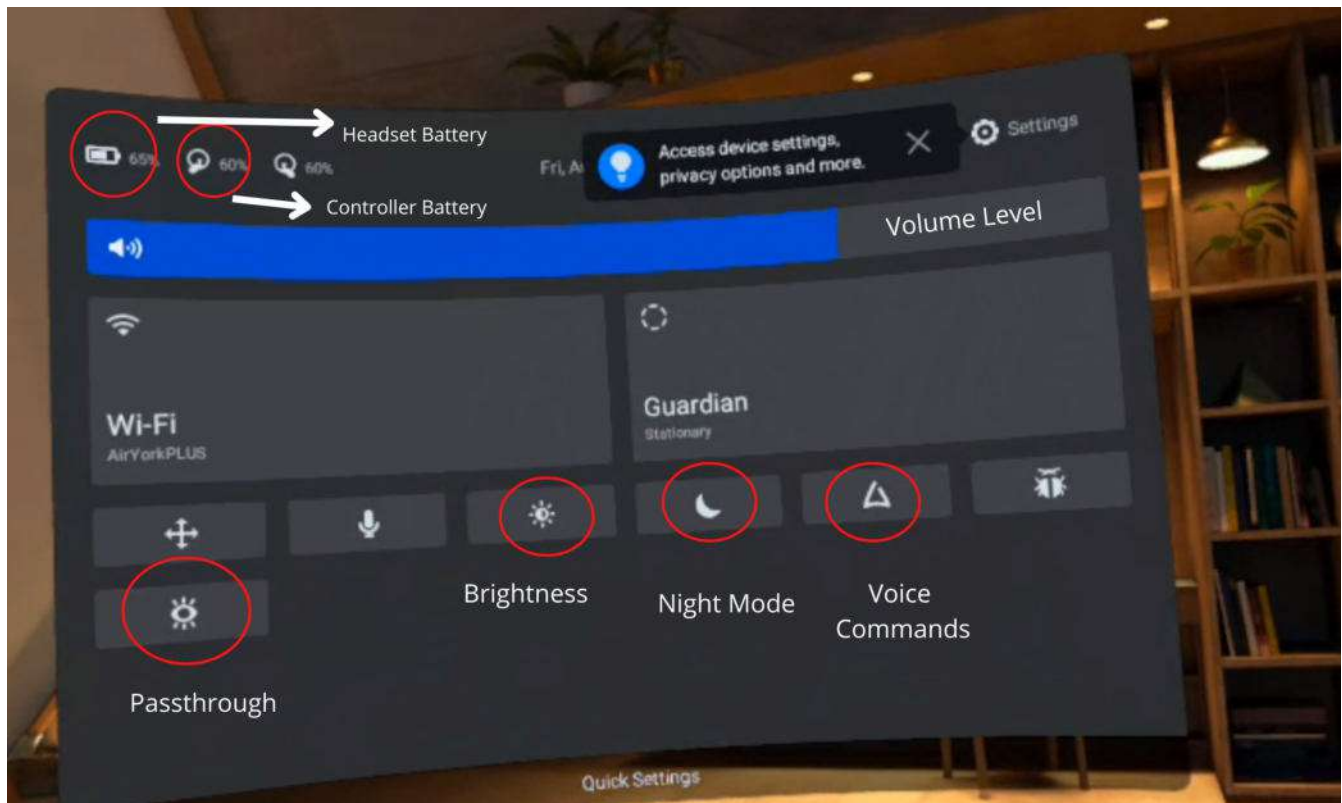 65%
60%
60%
Headset Battery
Controller Battery
Fri,
Access device settings,
privacy options and more.
Settings
Volume Level
Wi-Fi
AirYorkPLUS
Guardian
Stationary
Brightness
Night Mode
Voice
Commands
Passthrough
Quick Settings